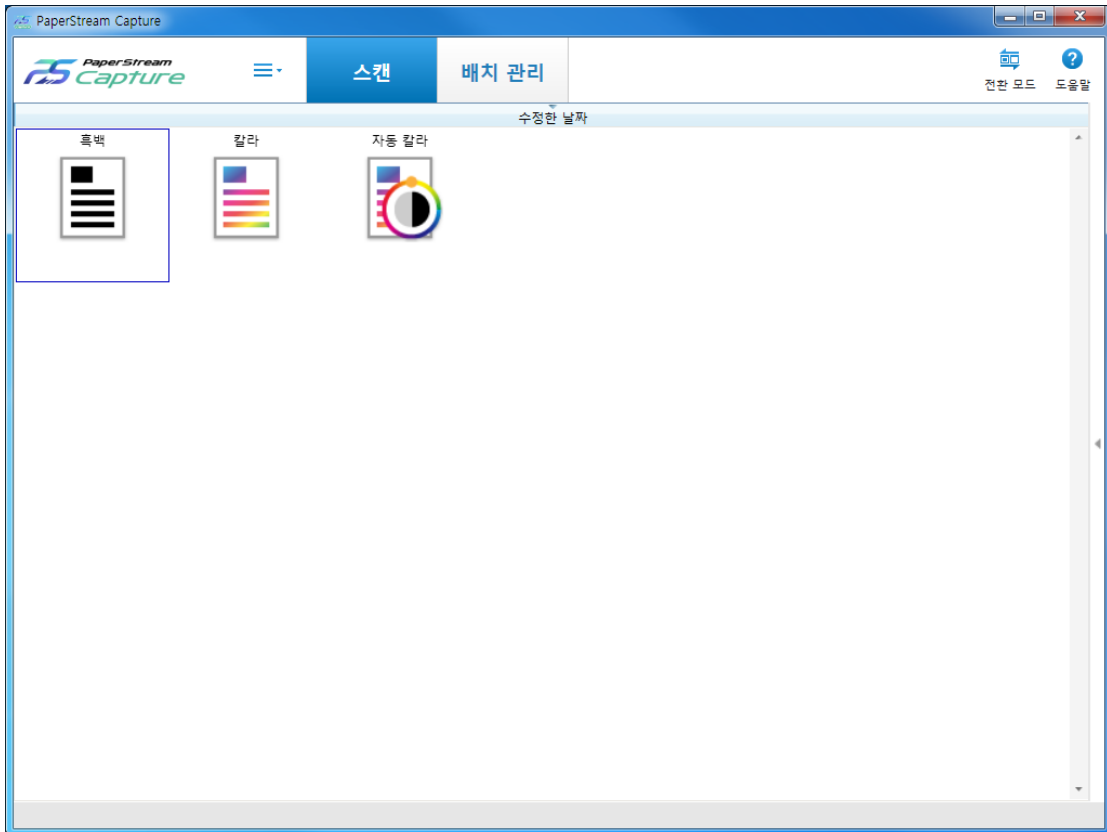 PaperStream Capture
PaperStream
Capture
스캔
배치 관리
전환 모드
도움말
수정한 날짜
흑백
칼라
자동 칼라